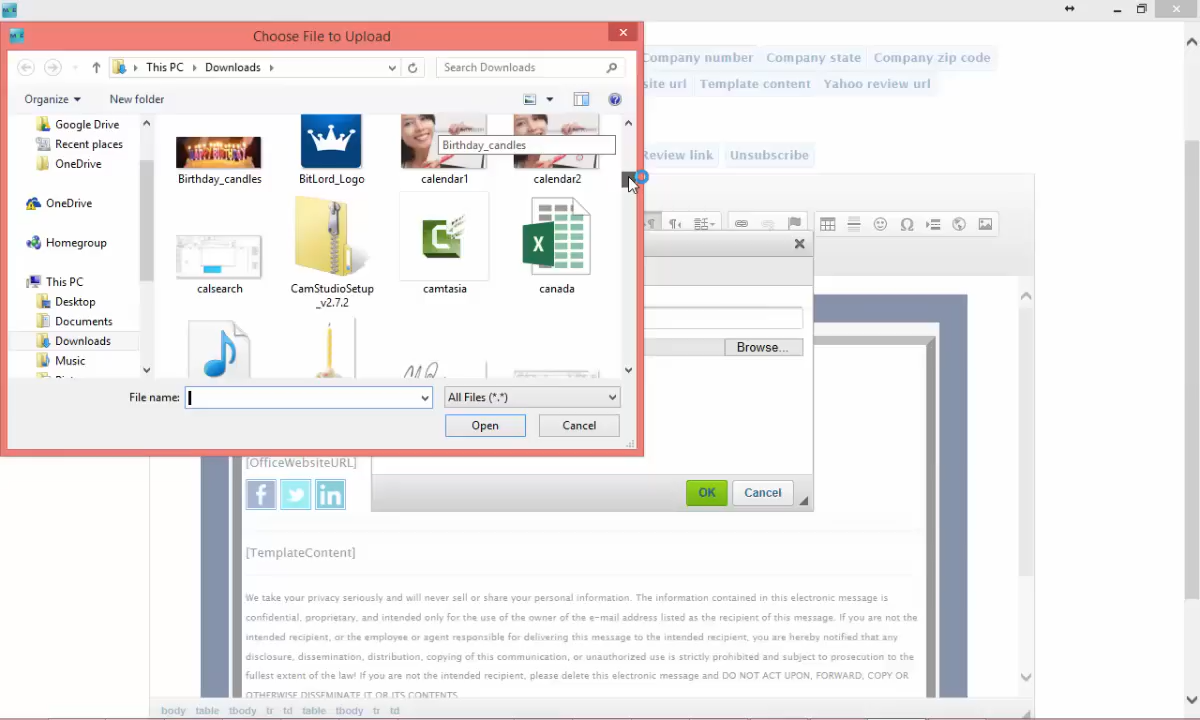 Choose File to Upload
This PC
Downloads
Search Downloads
Organize
New folder
Google Drive
Recent places
OneDrive
OneDrive
Homegroup
This PC
Desktop
Documents
Downloads
Music
Birthday_candles
BitLord_Logo
calendar1
calendar2
Birthday_candles
calsearch
CamStudioSetup
_v2.7.2
camtasia
canada
X
File name:
All Files (*.*)
Open
Cancel
Company number
Company state
Company zip code
site url
Template content
Yahoo review url
Review link
Unsubscribe
Browse...
OK
Cancel
[OfficeWebsiteURL]
f
in
[TemplateContent]
We take your privacy seriously and will never sell or share your personal information. The information contained in this electronic message is
confidential, proprietary, and intended only for the use of the owner of the e-mail address listed as the recipient of this message. If you are not the
intended recipient, or the employee or agent responsible for delivering this message to the intended recipient, you are hereby notified that any
disclosure, dissemination, distribution, copying of this communication, or unauthorized use is strictly prohibited and subject to prosecution to the
fullest extent of the law! If you are not the intended recipient, please delete this electronic message and DO NOT ACT UPON, FORWARD, COPY OR
OTHERWISE DISSEMINATE IT OR ITS CONTENTS
body table tbody tr td table tbody tr td